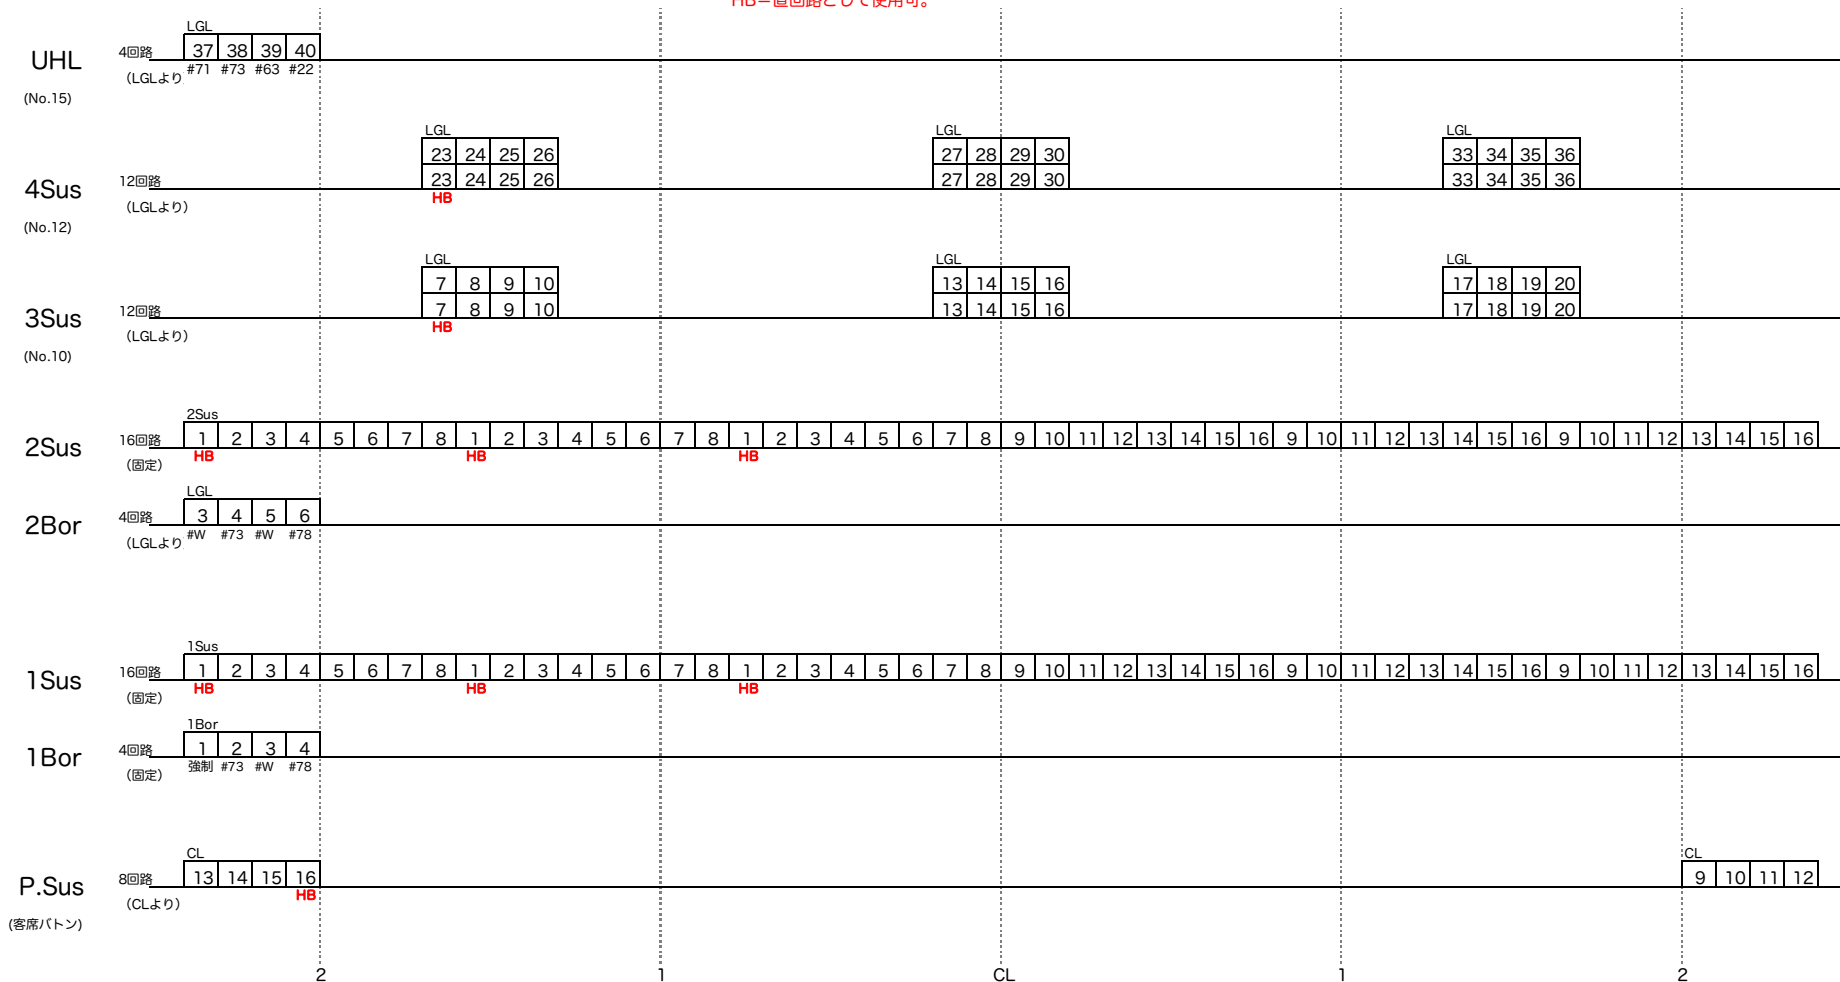 HB=直回路として使用可。
LGL
UHL 4回路 37 38 39 40
(LGLより #71 #73 #63 #22
(No.15)
LGL LGL LGL
23 24 25 26 27 28 29 30 33 34 35 36
4Sus 12回路 23 24 25 26 27 28 29 30 33 34 35 36
(LGLより) HB
(No.12)
LGL LGL LGL
7 8 9 10 13 14 15 16 17 18 19 20
3Sus 12回路 7 8 9 10 13 14 15 16 17 18 19 20
(LGLより) HB
(No.10)
2Sus
2Sus 16回路 1 2 3 4 5 6 7 8 1 2 3 4 5 6 7 8 1 2 3 4 5 6 7 8 9 10 11 12 13 14 15 16 9 10 11 12 13 14 15 16 9 10 11 12 13 14 15 16
(固定) HB HB HB
LGL
2Bor 4回路 3 4 5 6
(LGLより #W #73 #W #78
1Sus
1Sus 16回路 1 2 3 4 5 6 7 8 1 2 3 4 5 6 7 8 1 2 3 4 5 6 7 8 9 10 11 12 13 14 15 16 9 10 11 12 13 14 15 16 9 10 11 12 13 14 15 16
(固定) HB HB HB
1Bor
1Bor 4回路 1 2 3 4
(固定) 強制 #73 #W #78
CL CL
P.Sus 8回路 13 14 15 16 9 10 11 12
(CLより) HB
(客席バトン)
2 1 CL 1 2